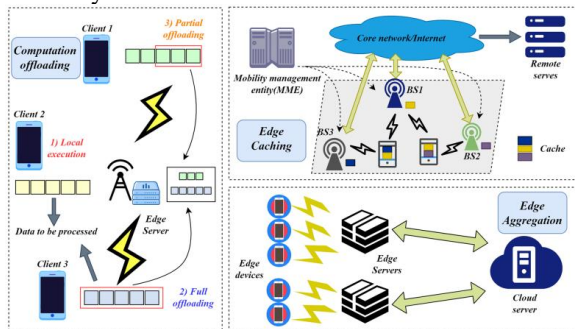 Client 1
3) Partial
offloading
Computation
offloading
Client 2
1) Local
execution
Edge
Server
Data to be processed
Client 3
2) Full
offloading
Core network/Internet
Remote
serves
Mobility management
entity(MME)
BS1
BS3
BS2
Edge
Caching
Cache
Edge
Aggregation
Edge
devices
Edge
Servers
Cloud
server